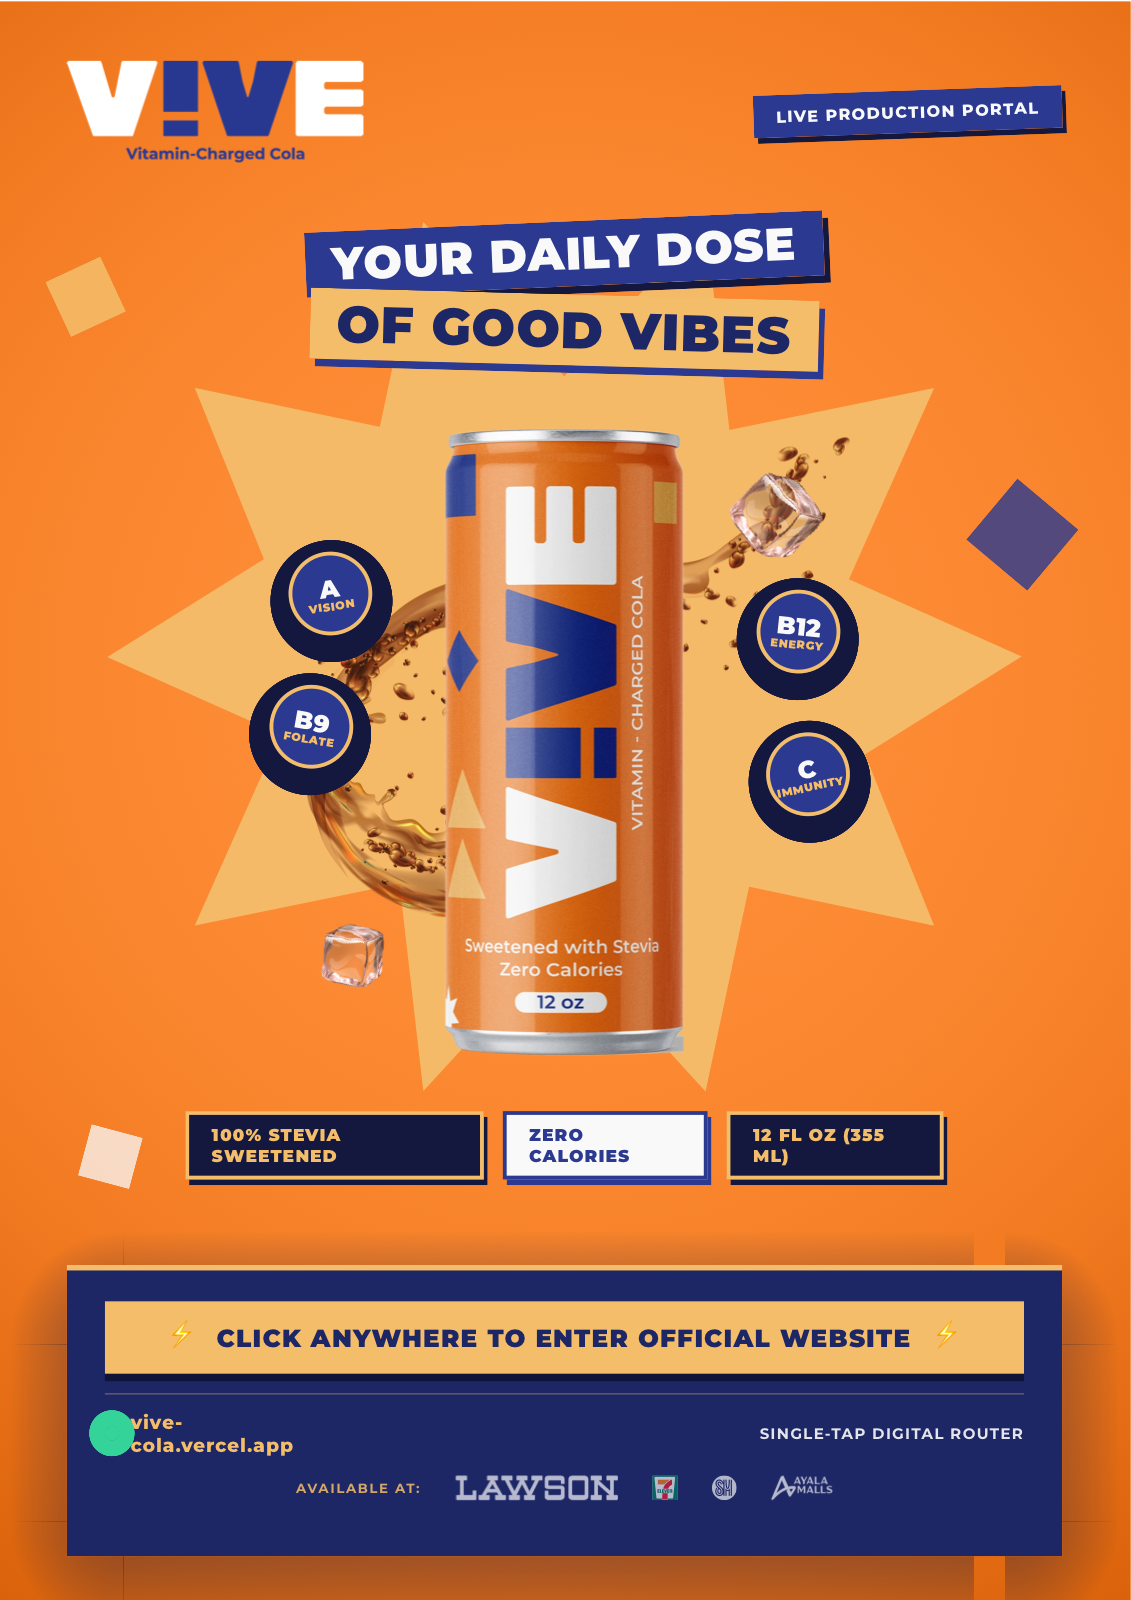 V!VE
Vitamin-Charged Cola
LIVE PRODUCTION PORTAL
YOUR DAILY DOSE
OF GOOD VIBES
A
VISION
B9
FOLATE
V!VE
VITAMIN - CHARGED COLA
Sweetened with Stevia
Zero Calories
12 oz
B12
ENERGY
C
IMMUNITY
100% STEVIA
SWEETENED
ZERO
CALORIES
12 FL OZ (355
ML)
⚡ CLICK ANYWHERE TO ENTER OFFICIAL WEBSITE ⚡
vive-
cola.vercel.app
SINGLE-TAP DIGITAL ROUTER
AVAILABLE AT:
LAWSON
7
ELEVEN
SM
AYALA
MALLS